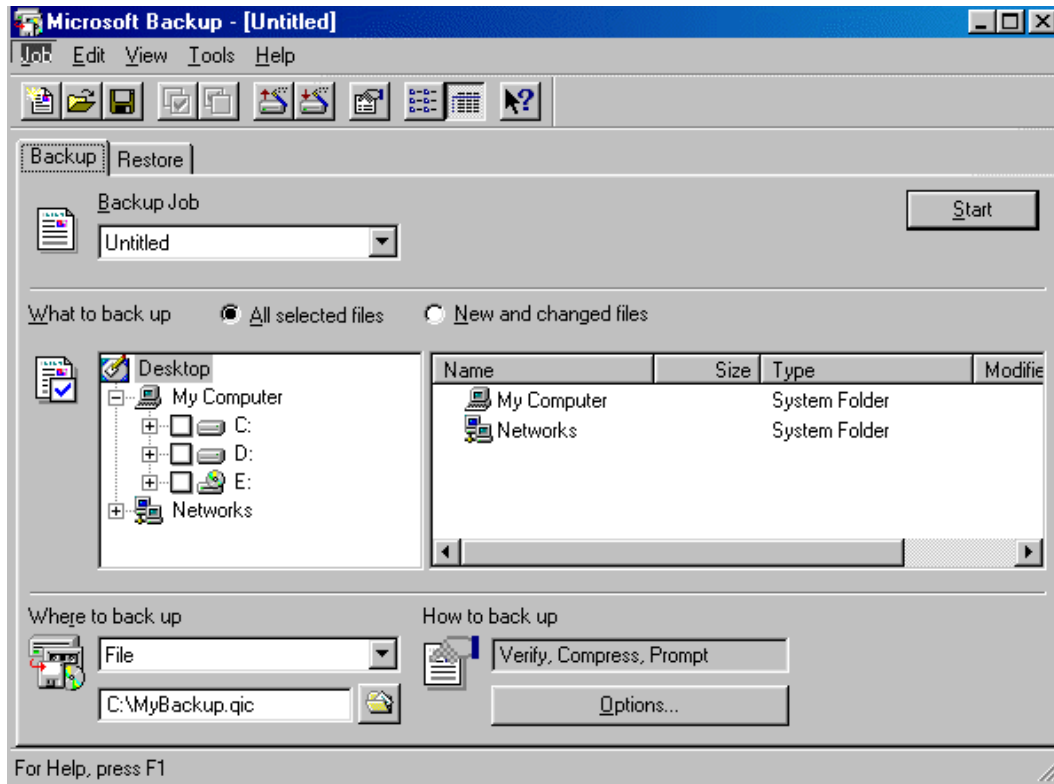 Microsoft Backup - [Untitled]
Job Edit View Tools Help
Backup Restore
Backup Job
Start
Untitled
What to back up All selected files New and changed files
Desktop
My Computer
C:
D:
E:
Networks
Name Size Type Modifie
My Computer System Folder
Networks System Folder
Where to back up How to back up
File Verify, Compress, Prompt
C:\MyBackup.qic Options...
For Help, press F1